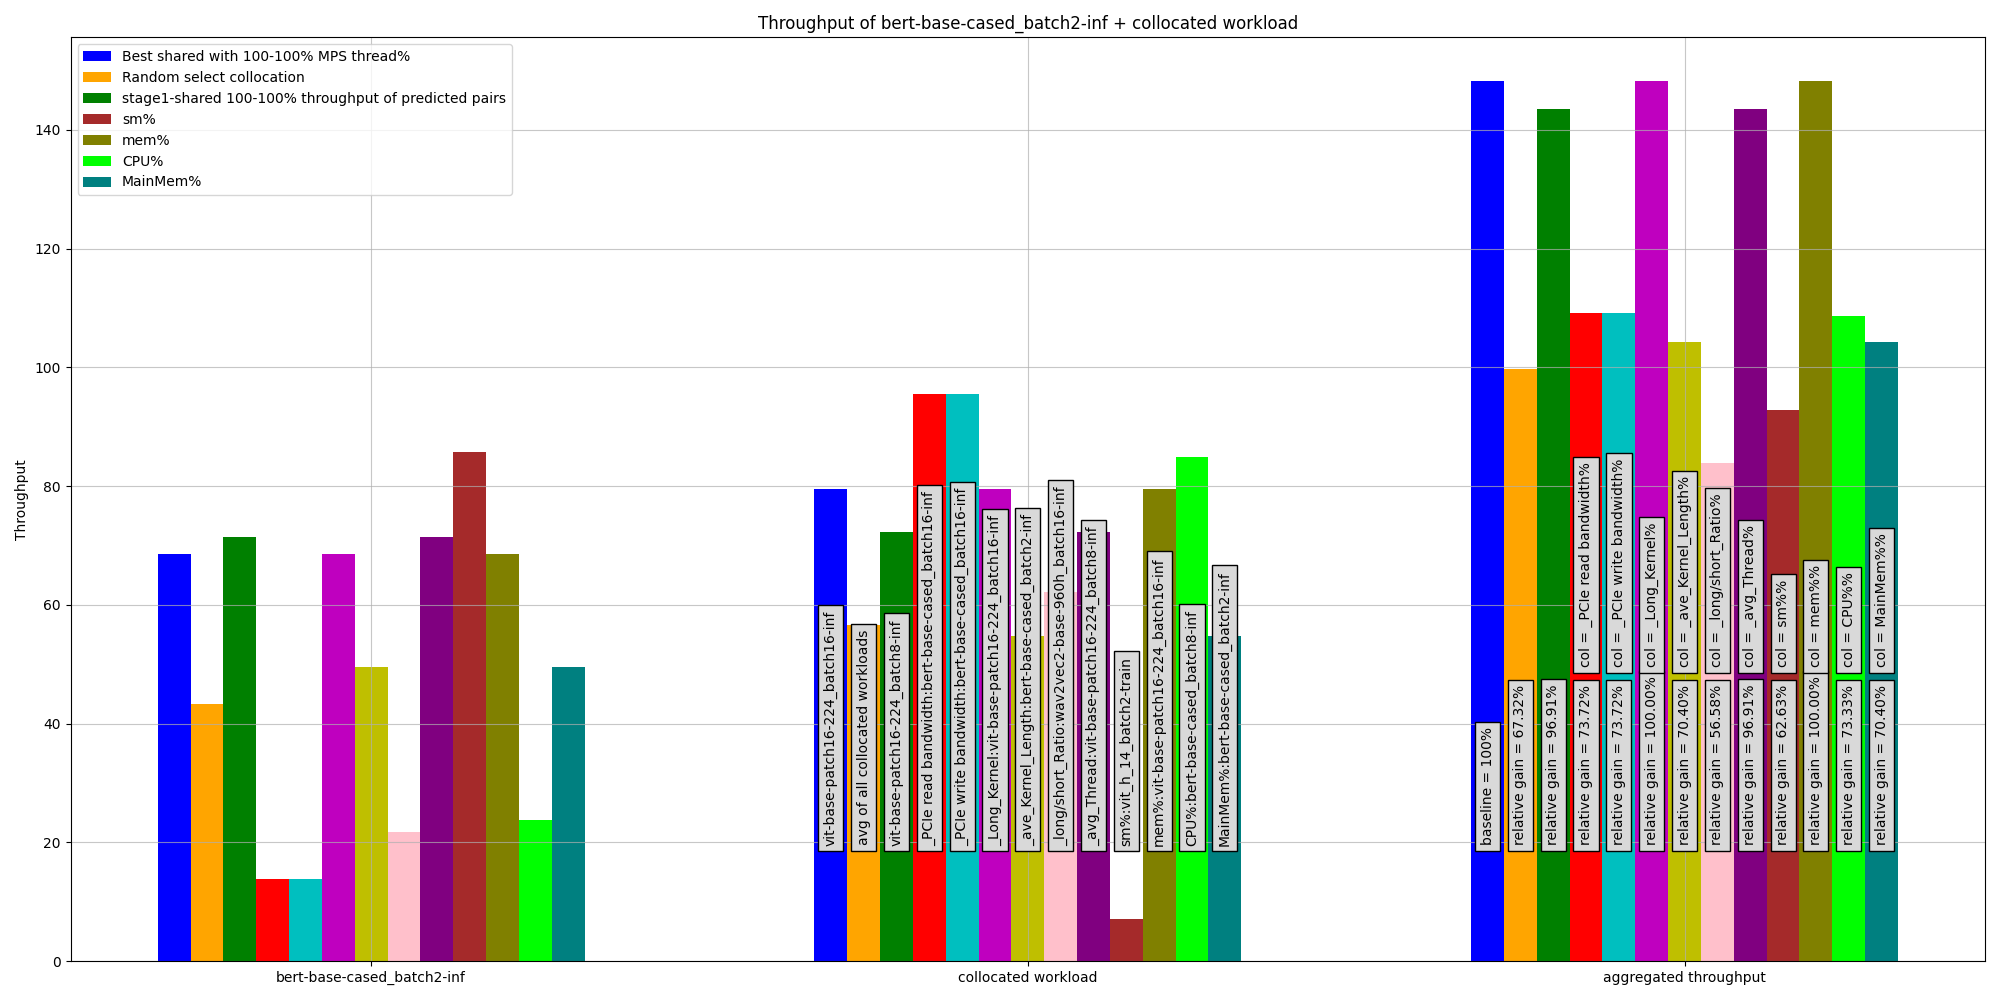 Throughput of bert-base-cased_batch2-inf + collocated workload
Best shared with 100-100% MPS thread%
Random select collocation
stage1-shared 100-100% throughput of predicted pairs
sm%
mem%
CPU%
MainMem%
Throughput
140
120
100
80
60
40
20
0
vit-base-patch16-224_batch16-inf
avg of all collocated workloads
vit-base-patch16-224_batch8-inf
_PCIe read bandwidth:bert-base-cased_batch16-inf
_PCIe write bandwidth:bert-base-cased_batch16-inf
_Long_Kernel:vit-base-patch16-224_batch16-inf
_ave_Kernel_Length:bert-base-cased_batch2-inf
_long/short_Ratio:wav2vec2-base-960h_batch16-inf
_avg_Thread:vit-base-patch16-224_batch8-inf
sm%:vit_h_14_batch2-train
mem%:vit-base-patch16-224_batch16-inf
CPU%:bert-base-cased_batch8-inf
MainMem%:bert-base-cased_batch2-inf
col = _PCIe read bandwidth%
col = _PCIe write bandwidth%
col = _Long_Kernel%
col = _ave_Kernel_Length%
col = _long/short_Ratio%
col = _avg_Thread%
col = sm%%
col = mem%%
col = CPU%%
col = MainMem%%
baseline = 100%
relative gain = 67.32%
relative gain = 96.91%
relative gain = 73.72%
relative gain = 73.72%
relative gain = 100.00%
relative gain = 70.40%
relative gain = 56.58%
relative gain = 96.91%
relative gain = 62.63%
relative gain = 100.00%
relative gain = 73.33%
relative gain = 70.40%
bert-base-cased_batch2-inf
collocated workload
aggregated throughput